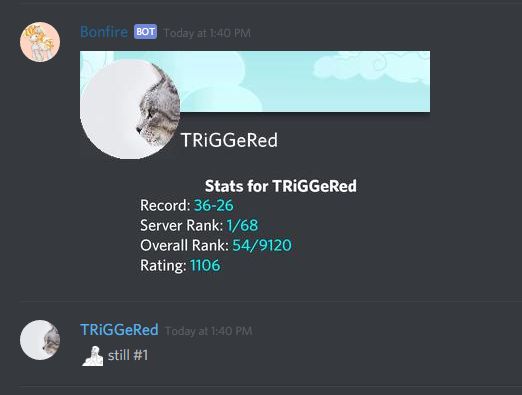 Bonfire BOT Today at 1:40 PM
TRiGGeRed
Stats for TRiGGeRed
Record: 36-26
Server Rank: 1/68
Overall Rank: 54/9120
Rating: 1106
TRiGGeRed Today at 1:40 PM
still #1